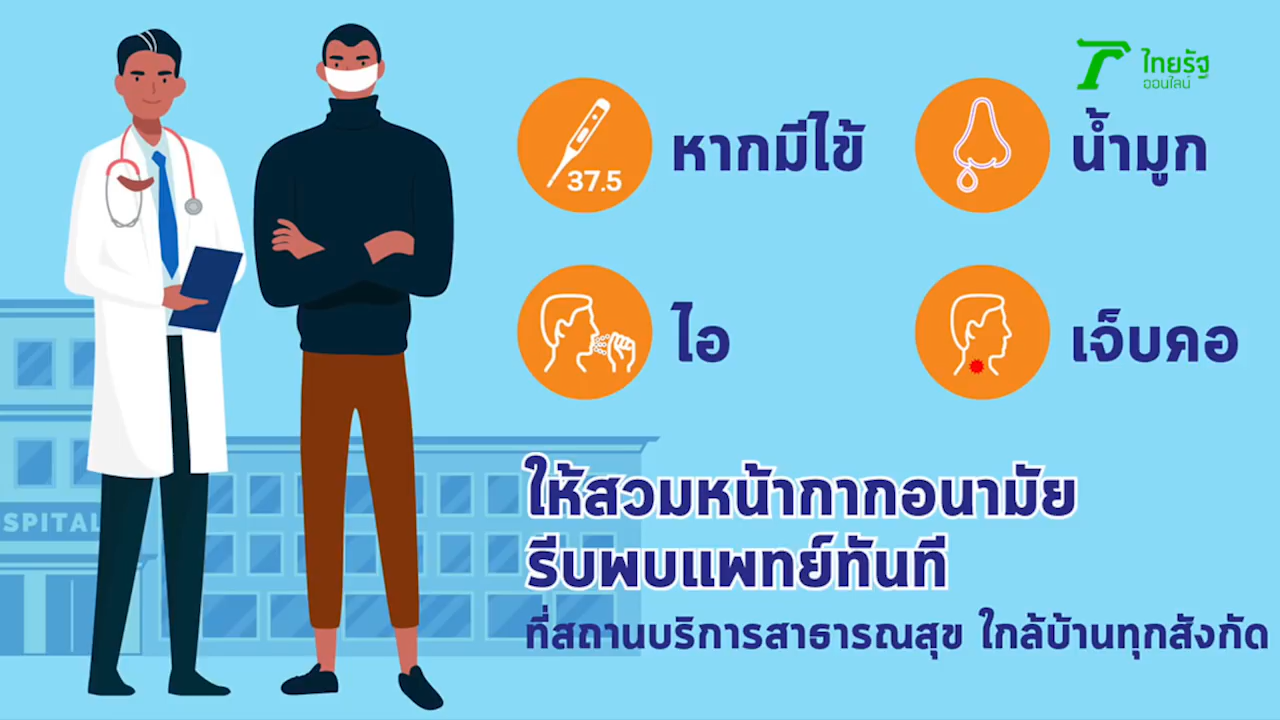 ไทยรัฐ
ออนไลน์
37.5
หากมีไข้
น้ำมูก
ไอ
เจ็บคอ
SPITAL
ให้สวมหน้ากากอนามัย
รีบพบแพทย์ทันที
ที่สถานบริการสาธารณสุข ใกล้บ้านทุกสังกัด